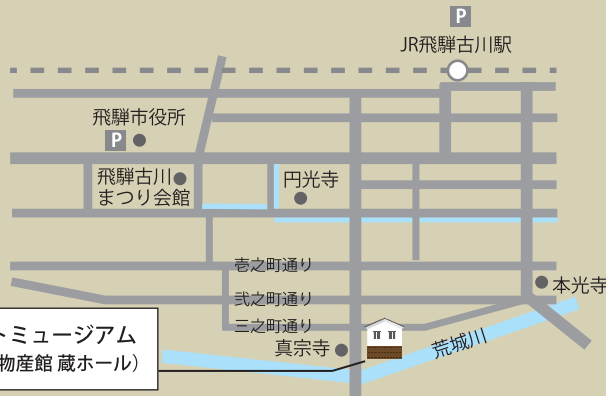 P
JR飛騨古川駅
飛騨市役所
P
飛騨古川
まつり会館
円光寺
壱之町通り
本光寺
弐之町通り
三之町通り
トミュージアム
真宗寺
荒城川
物産館 蔵ホール）